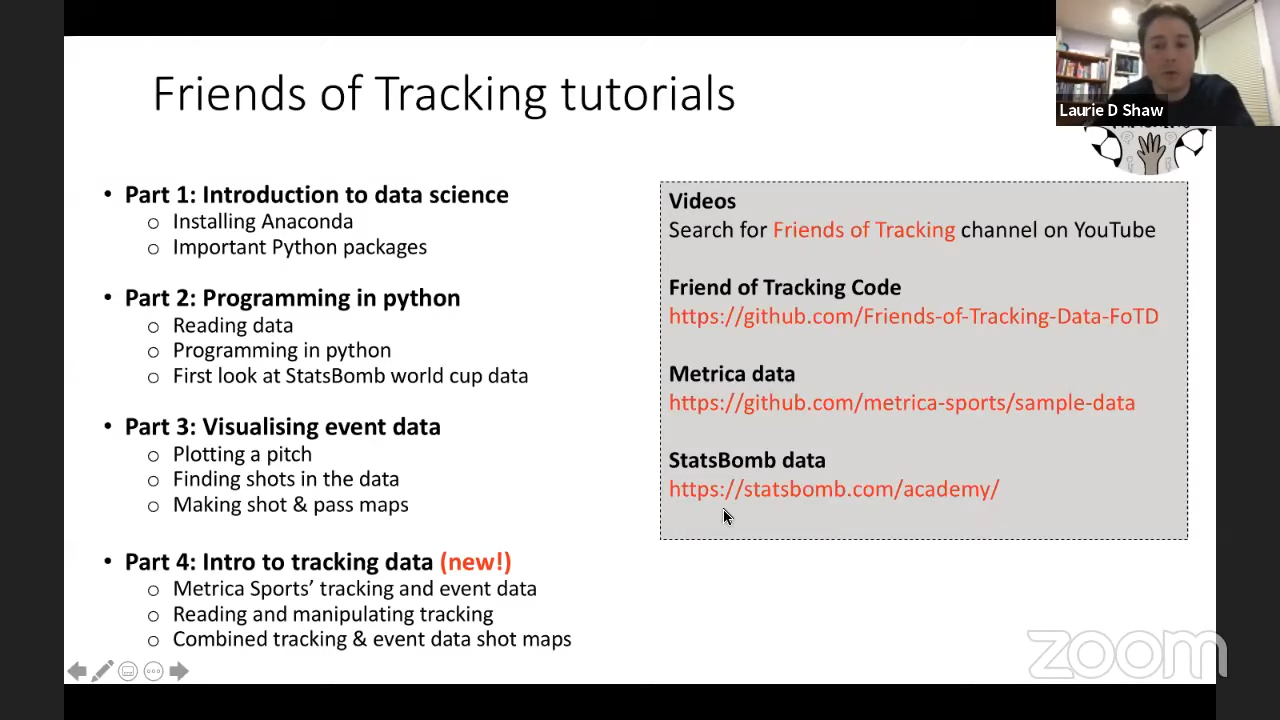 Friends of Tracking tutorials
Laurie D Shaw
• Part 1: Introduction to data science
o Installing Anaconda
o Important Python packages
• Part 2: Programming in python
o Reading data
o Programming in python
o First look at StatsBomb world cup data
• Part 3: Visualising event data
o Plotting a pitch
o Finding shots in the data
o Making shot & pass maps
• Part 4: Intro to tracking data (new!)
o Metrica Sports’ tracking and event data
o Reading and manipulating tracking
o Combined tracking & event data shot maps
Videos
Search for Friends of Tracking channel on YouTube
Friend of Tracking Code
https://github.com/Friends-of-Tracking-Data-FoTD
Metrica data
https://github.com/metrica-sports/sample-data
StatsBomb data
https://statsbomb.com/academy/
zoom